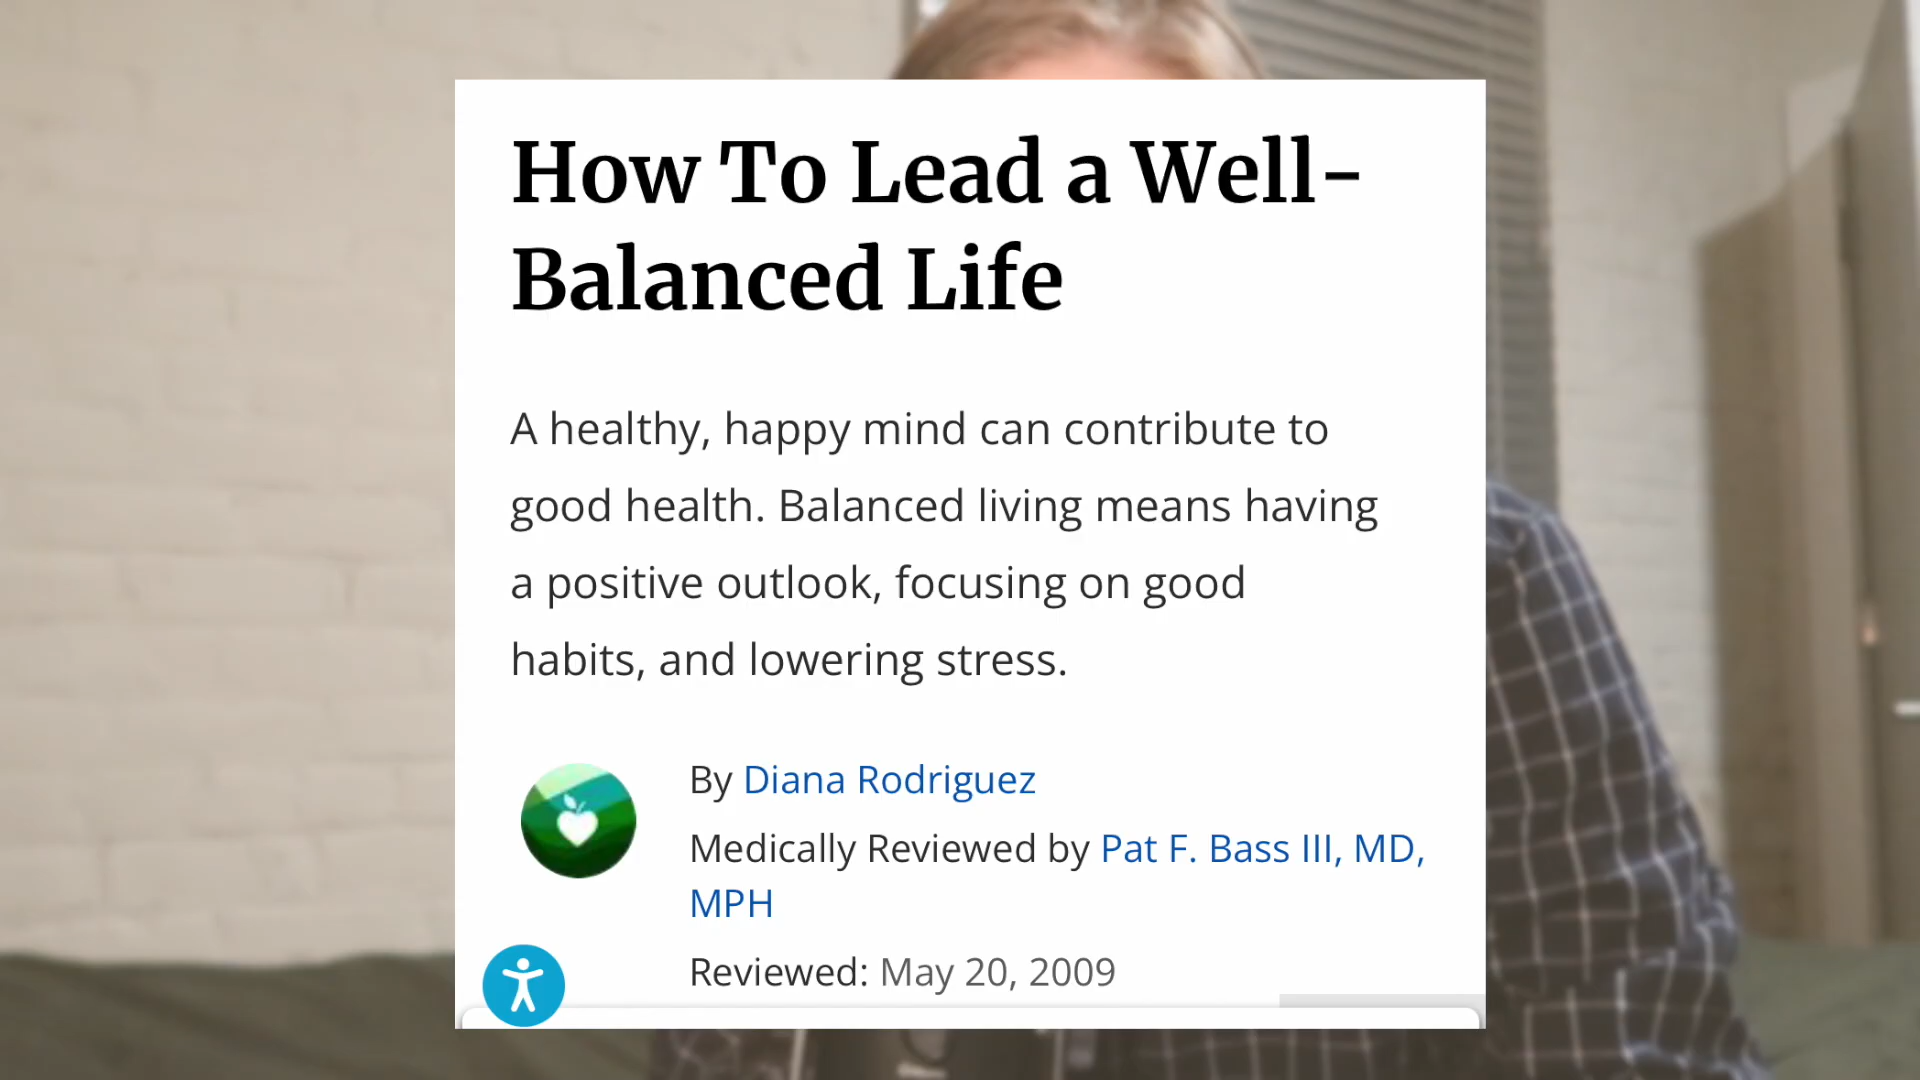 How To Lead a Well-
Balanced Life
A healthy, happy mind can contribute to
good health. Balanced living means having
a positive outlook, focusing on good
habits, and lowering stress.
By Diana Rodriguez
Medically Reviewed by Pat F. Bass III, MD,
MPH
Reviewed: May 20, 2009